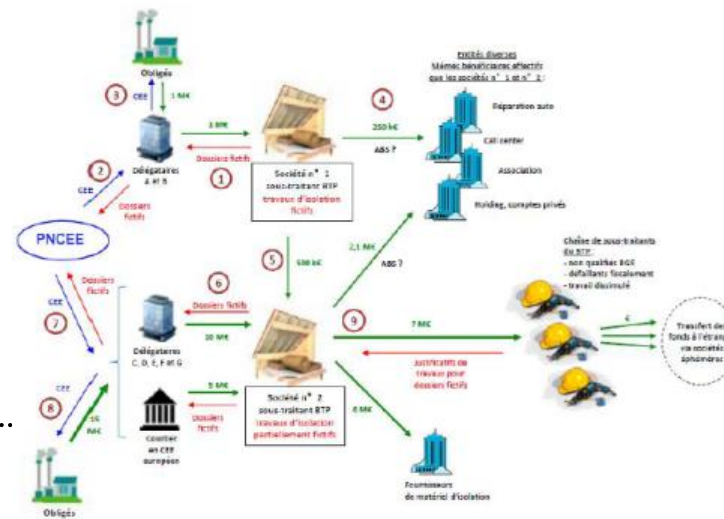 Obligés
3
CEE
1 M€
Entités diverses
Mêmes bénéficiaires effectifs
que les sociétés n° 1 et n° 2 :
4
Réparation auto
Call center
Association
Holding, comptes privés
250 k€
ABS ?
2
CEE
Dossiers
fictifs
Délégataires
A et B
Dossiers fictifs
1
Société n° 1
sous-traitant BTP
travaux d'isolation
fictifs
PNCEE
5
500 k€
2,1 M€
ABS ?
Chaîne de sous-traitants
du BTP :
- non qualifiés RGE
- défaillants fiscalement
- travail dissimulé
7
CEE
Dossiers
fictifs
6
Dossiers fictifs
10 M€
Délégataires
C, D, E, F et G
9
7 M€
Justificatifs de
travaux pour
dossiers fictifs
€
Transfert de
fonds à l'étran
via sociétés
éphémères
8
CEE
15
M€
5 M€
Dossiers
fictifs
Courtier
en CEE
européen
Société n° 2
sous-traitant BTP
travaux d'isolation
partiellement fictifs
Fournisseurs
de matériel d'isolation
Obligés
..